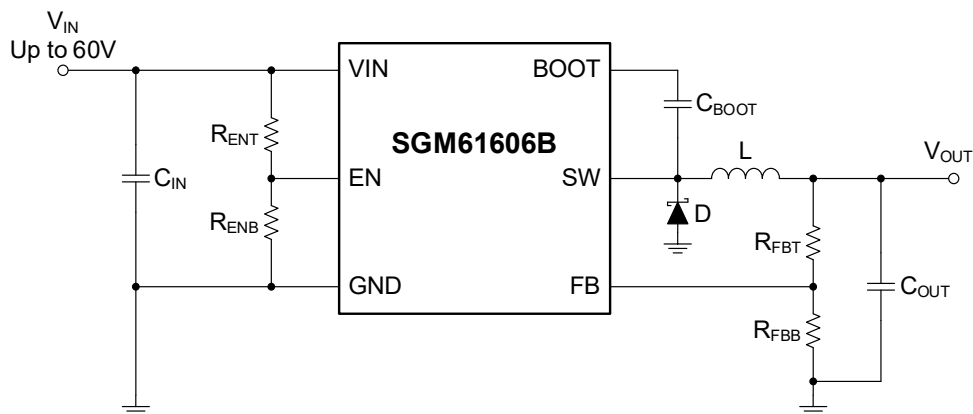 VIN
Up to 60V
VIN
BOOT
CBOOT
RENT
SGM61606B
L
VOUT
CIN
EN
SW
D
RENB
RFBT
GND
FB
COUT
RFBB